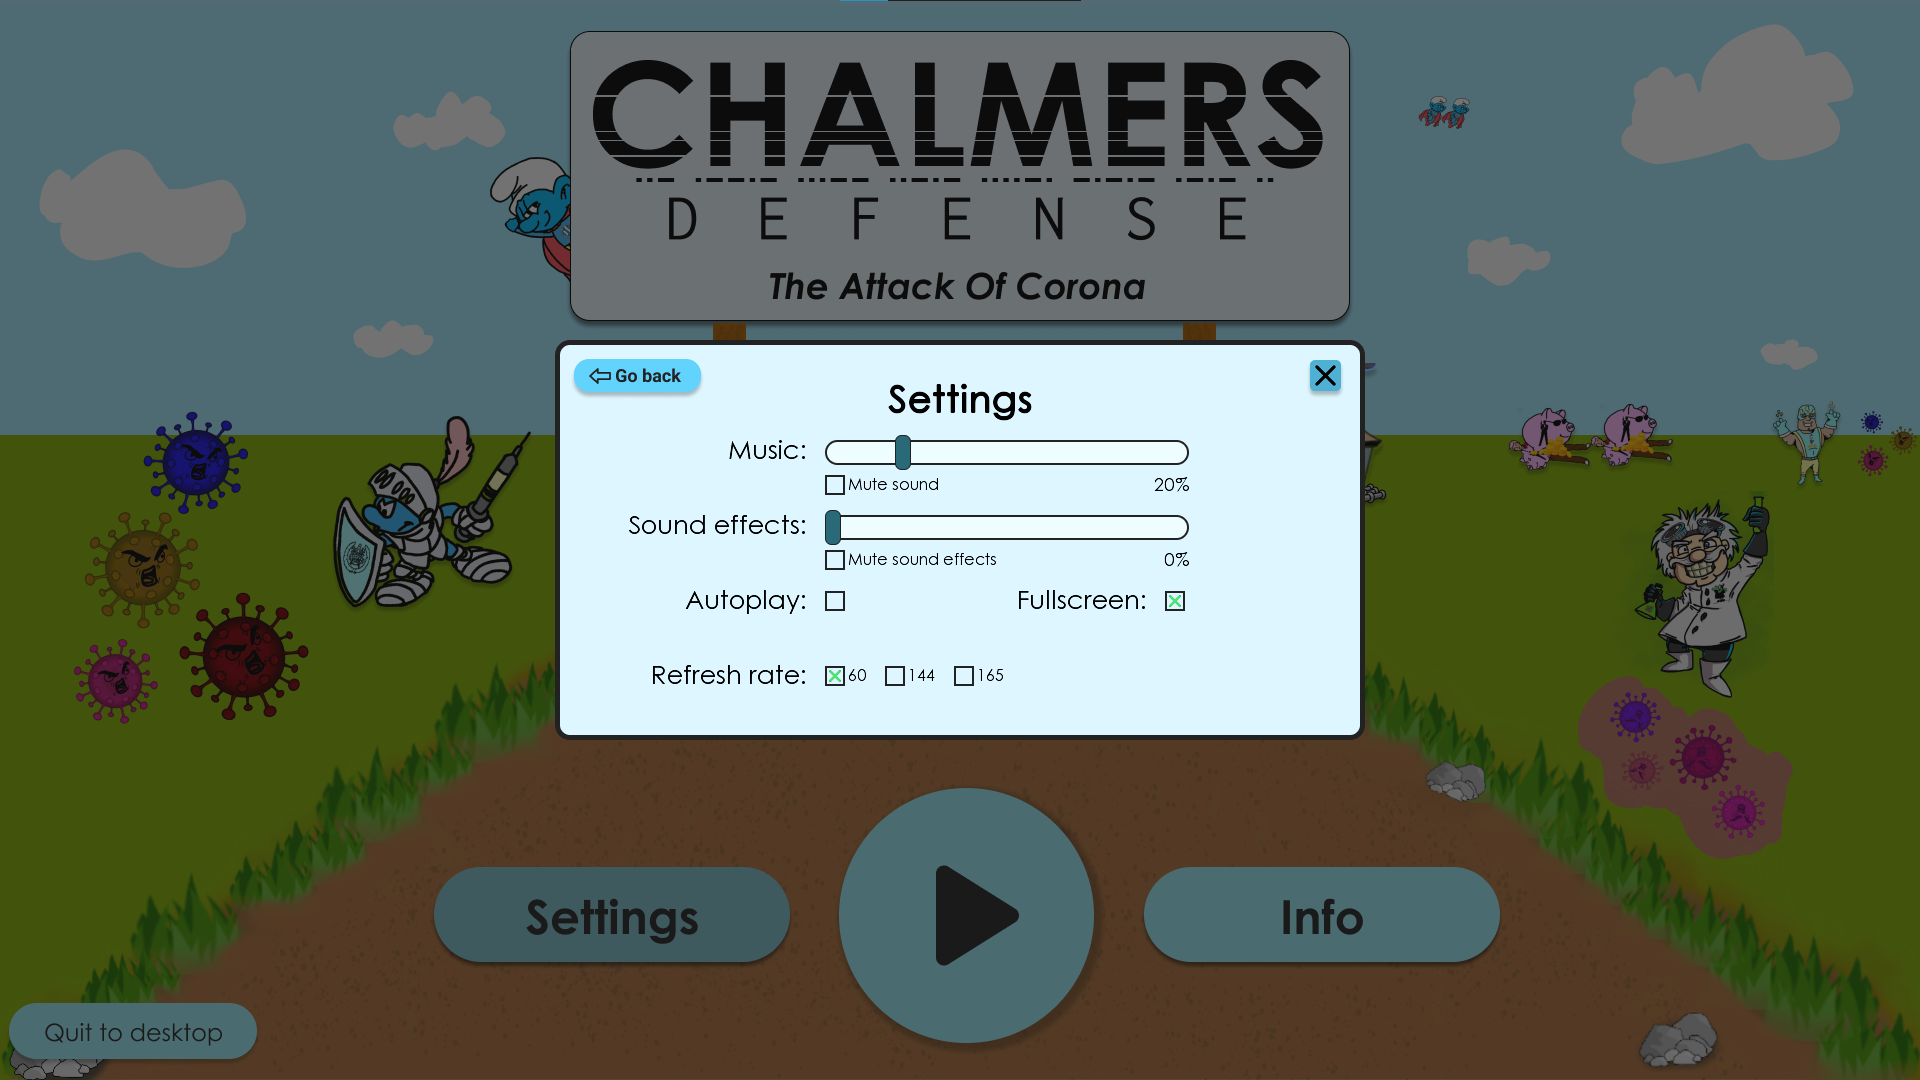 CHALMERS
DEFENSE
The Attack Of Corona
Go back
Settings
Music:
Mute sound 20%
Sound effects:
Mute sound effects 0%
Autoplay: Fullscreen:
Refresh rate: 60 144 165
Settings
Info
Quit to desktop